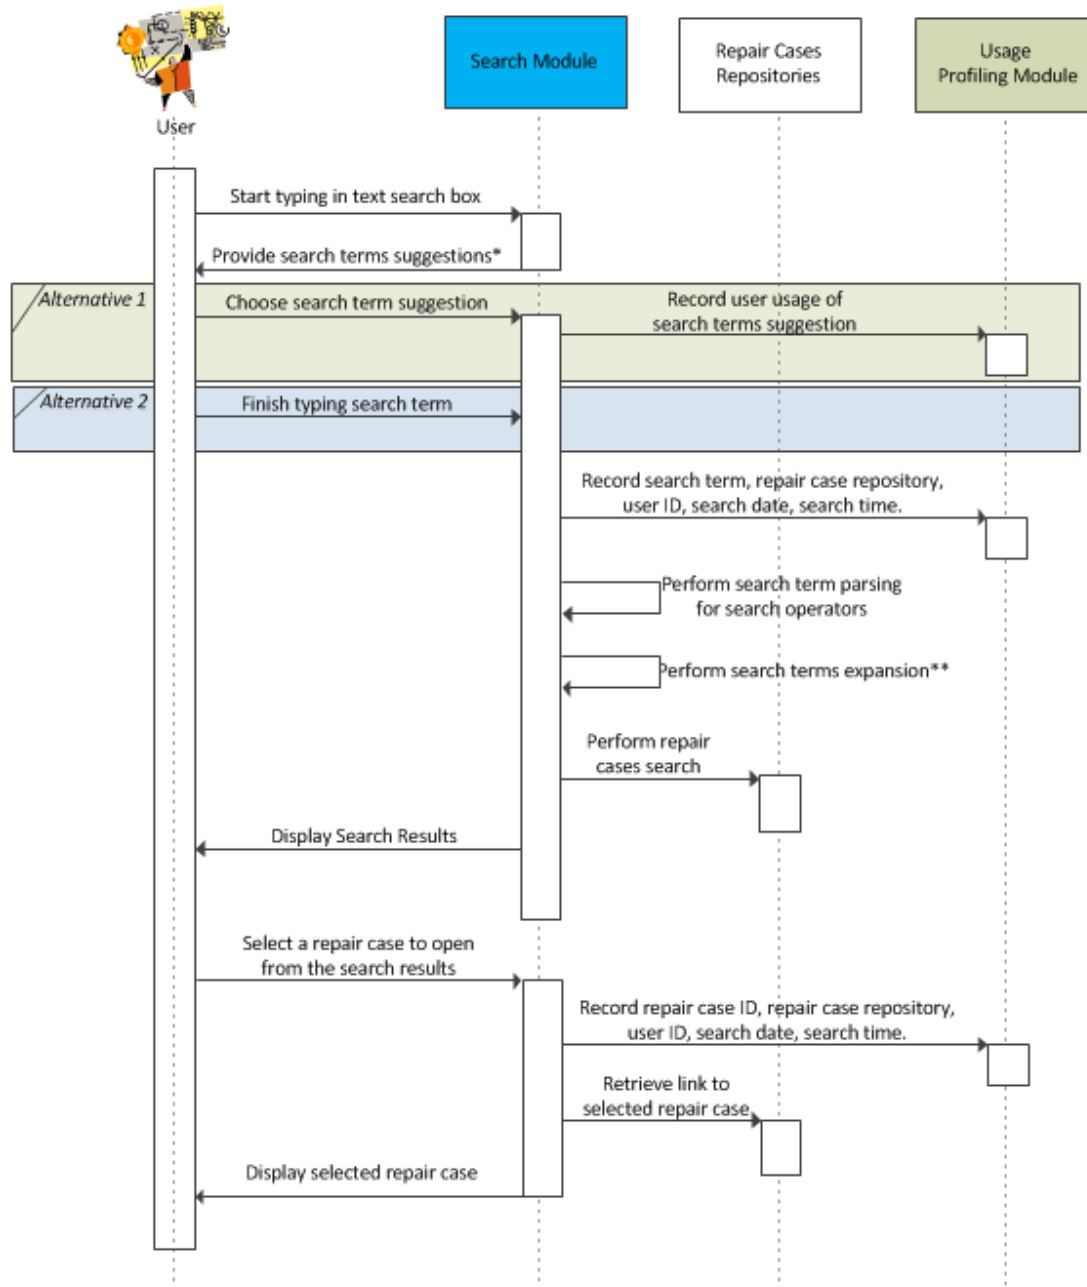 User
Search Module
Repair Cases
Repositories
Usage
Profiling Module
Start typing in text search box
Provide search terms suggestions*
Alternative 1
Choose search term suggestion
Record user usage of
search terms suggestion
Alternative 2
Finish typing search term
Record search term, repair case repository,
user ID, search date, search time.
Perform search term parsing
for search operators
Perform search terms expansion**
Perform repair
cases search
Display Search Results
Select a repair case to open
from the search results
Record repair case ID, repair case repository,
user ID, search date, search time.
Retrieve link to
selected repair case
Display selected repair case